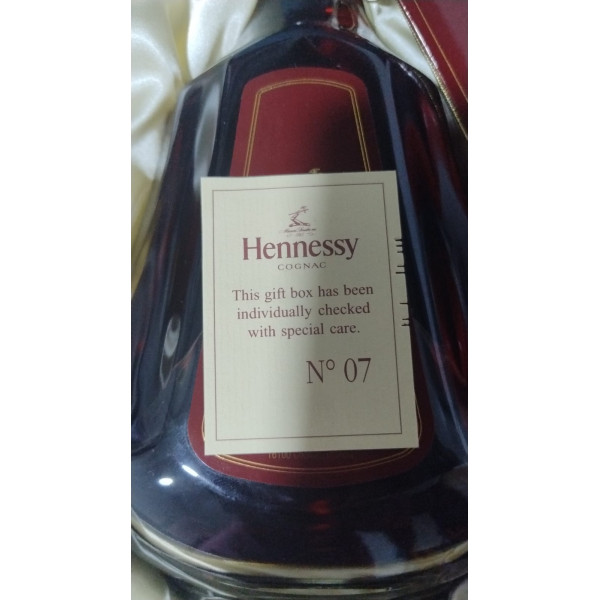 Hennessy
COGNAC
This gift box has been
individually checked
with special care.
N° 07